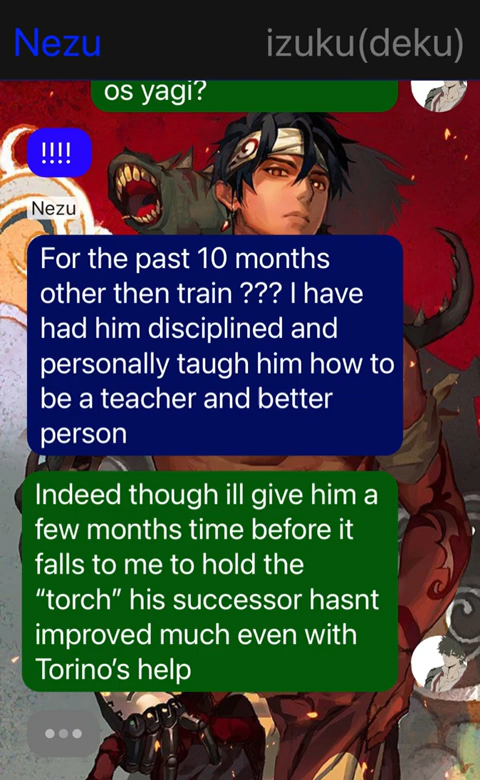 Nezu izuku(deku)
os yagi?
!!!!
Nezu
For the past 10 months
other then train ??? I have
had him disciplined and
personally taugh him how to
be a teacher and better
person
Indeed though ill give him a
few months time before it
falls to me to hold the
“torch” his successor hasnt
improved much even with
Torino’s help